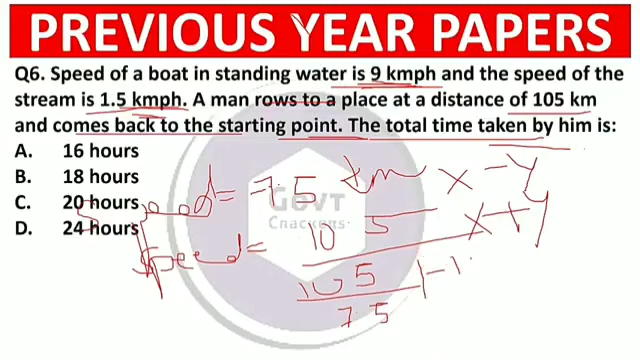 PREVIOUS YEAR PAPERS
Q6. Speed of a boat in standing water is 9 kmph and the speed of the
stream is 1.5 kmph. A man rows to a place at a distance of 105 km
and comes back to the starting point. The total time taken by him is:
A. 16 hours
B. 18 hours
C. 20 hours
D. 24 hours
GOVT
Crackers
speed = 7.5 km x - y
speed = 10 5 x + y
105
7.5